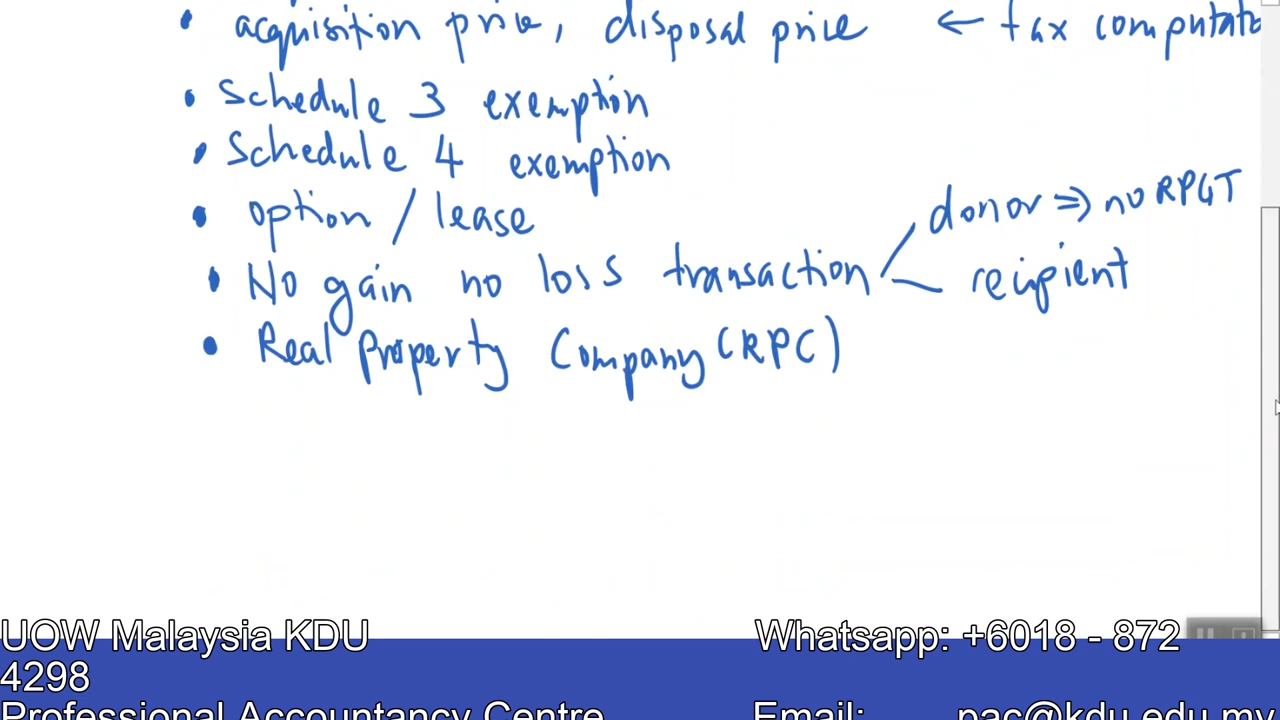 • acquisition price, disposal price ← tax computatio
• Schedule 3 exemption
• Schedule 4 exemption
• option / lease
donor ⇒ no RPGT
• No gain no loss transaction
recipient
• Real Property Company (RPC)
UOW Malaysia KDU Whatsapp: +6018 - 872
4298
Professional Accountancy Centre Email: pac@kdu.edu.my